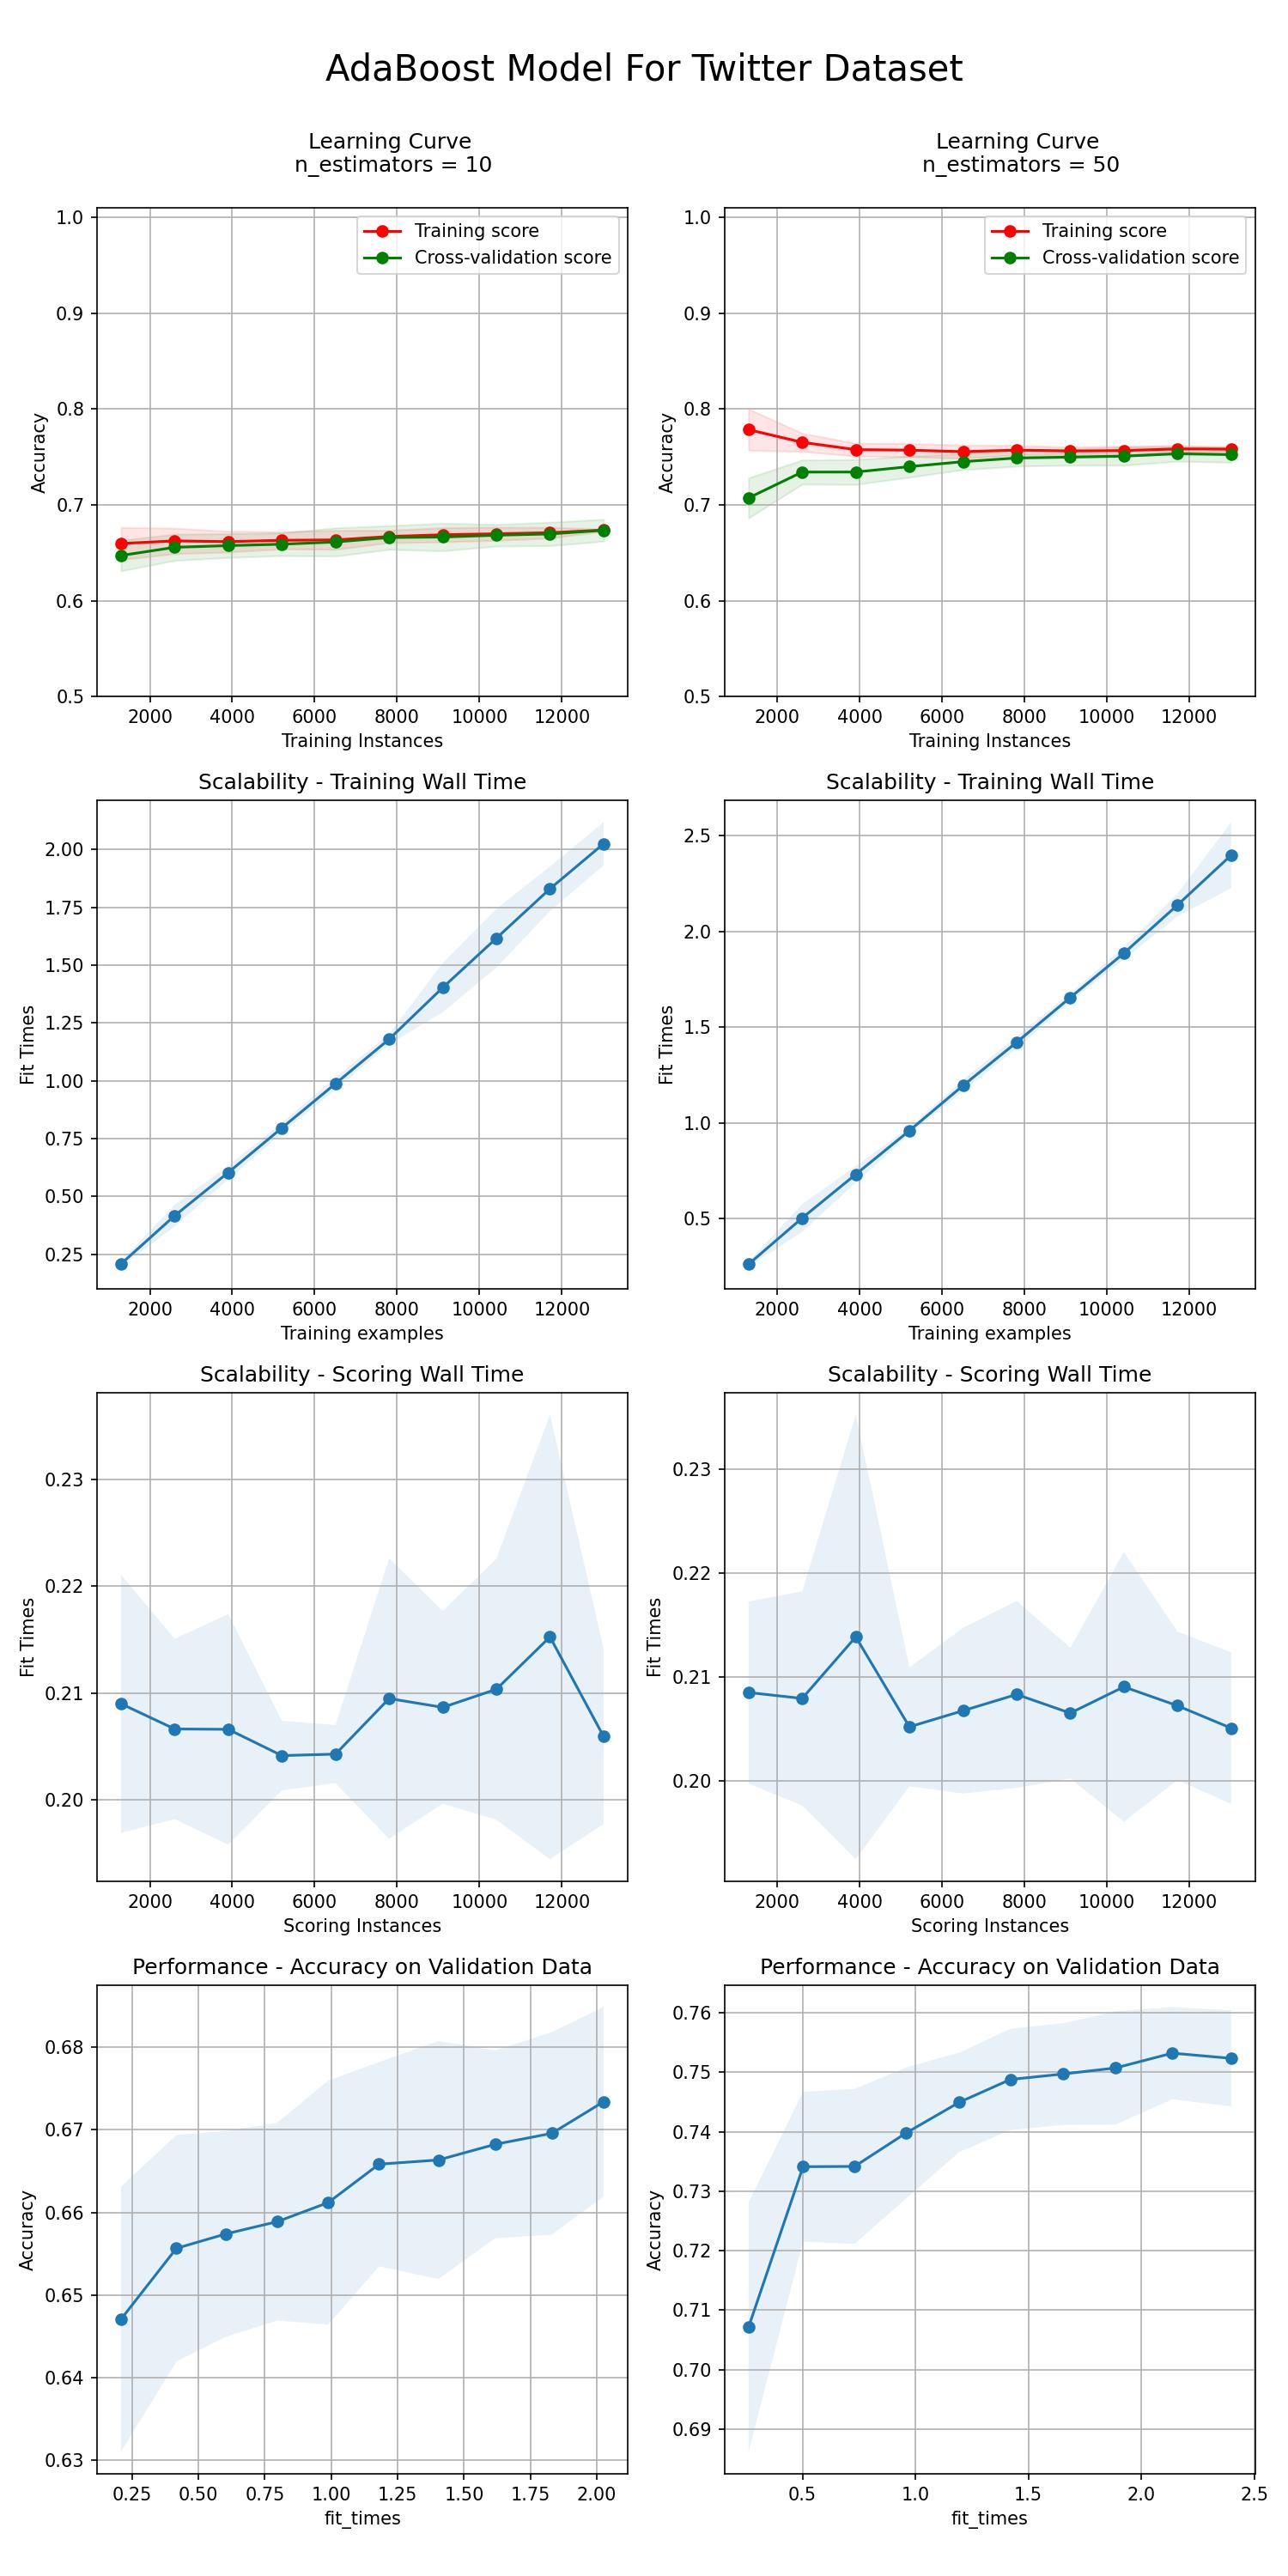 AdaBoost Model For Twitter Dataset
Learning Curve
n_estimators = 10
1.0
0.9
0.8
0.7
0.6
0.5
Accuracy
Training score
Cross-validation score
2000 4000 6000 8000 10000 12000
Training Instances
Learning Curve
n_estimators = 50
1.0
0.9
0.8
0.7
0.6
0.5
Accuracy
Training score
Cross-validation score
2000 4000 6000 8000 10000 12000
Training Instances
Scalability - Training Wall Time
2.00
1.75
1.50
1.25
1.00
0.75
0.50
0.25
Fit Times
2000 4000 6000 8000 10000 12000
Training examples
Scalability - Training Wall Time
2.5
2.0
1.5
1.0
0.5
Fit Times
2000 4000 6000 8000 10000 12000
Training examples
Scalability - Scoring Wall Time
0.23
0.22
0.21
0.20
Fit Times
2000 4000 6000 8000 10000 12000
Scoring Instances
Scalability - Scoring Wall Time
0.23
0.22
0.21
0.20
Fit Times
2000 4000 6000 8000 10000 12000
Scoring Instances
Performance - Accuracy on Validation Data
0.68
0.67
0.66
0.65
0.64
0.63
Accuracy
0.25 0.50 0.75 1.00 1.25 1.50 1.75 2.00
fit_times
Performance - Accuracy on Validation Data
0.76
0.75
0.74
0.73
0.72
0.71
0.70
0.69
Accuracy
0.5 1.0 1.5 2.0 2.5
fit_times